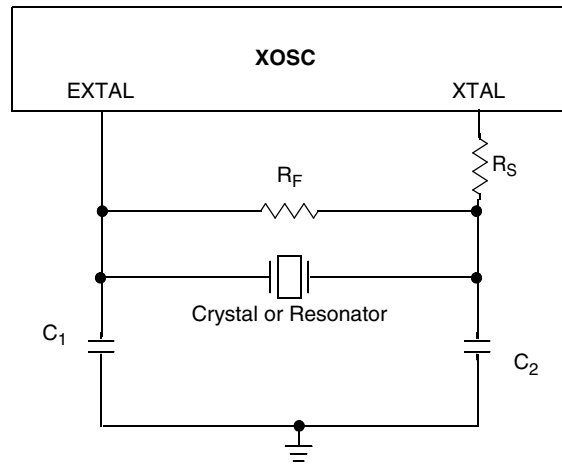 XOSC
EXTAL XTAL
R_F
R_S
Crystal or Resonator
C_1
C_2